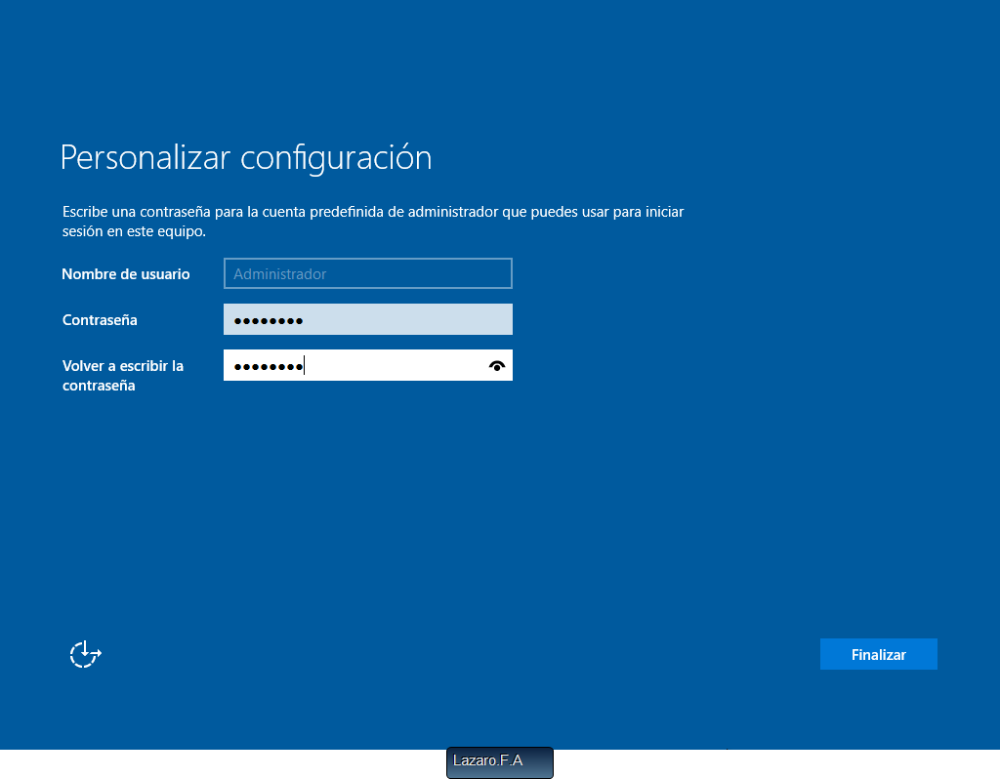 Personalizar configuración
Escribe una contraseña para la cuenta predefinida de administrador que puedes usar para iniciar
sesión en este equipo.
Nombre de usuario
Administrador
Contraseña
●●●●●●●●
Volver a escribir la
contraseña
●●●●●●●●
Finalizar
Lazaro.F.A